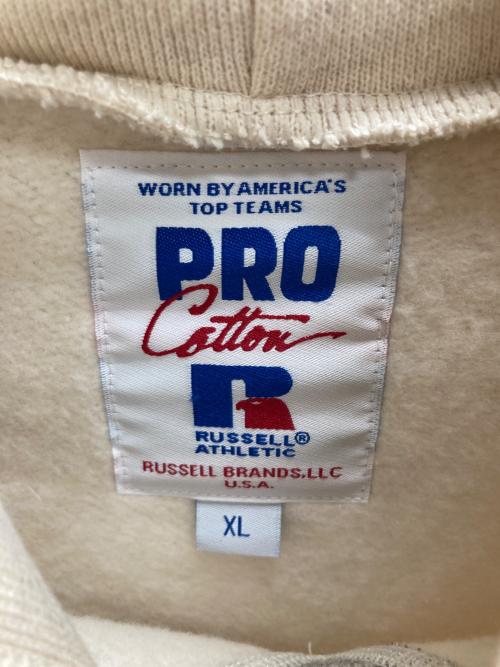 WORN BY AMERICA'S
TOP TEAMS
PRO
Cotton
R
RUSSELL®
ATHLETIC
RUSSELL BRANDS,LLC
U.S.A.
XL